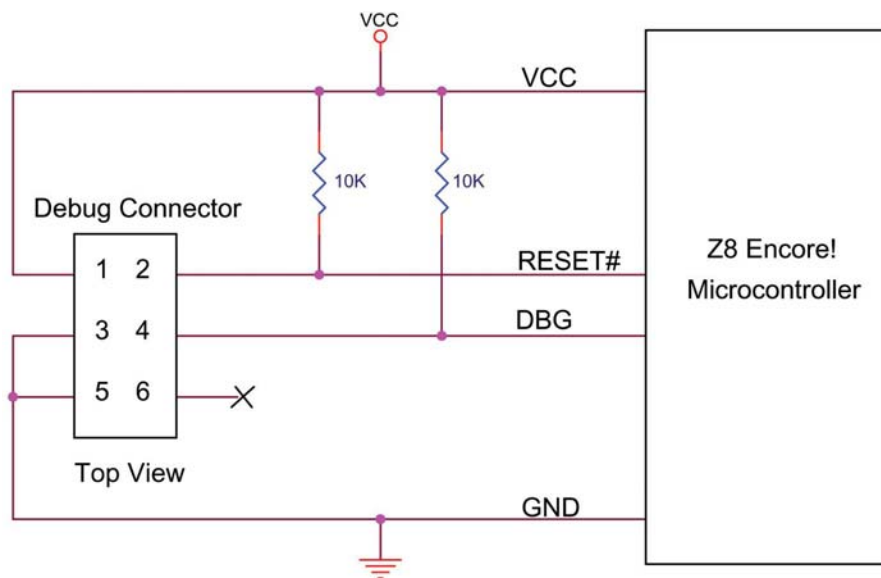 VCC
VCC
10K
10K
Debug Connector
1 2
RESET#
Z8 Encore!
Microcontroller
3 4
DBG
5 6
Top View
GND